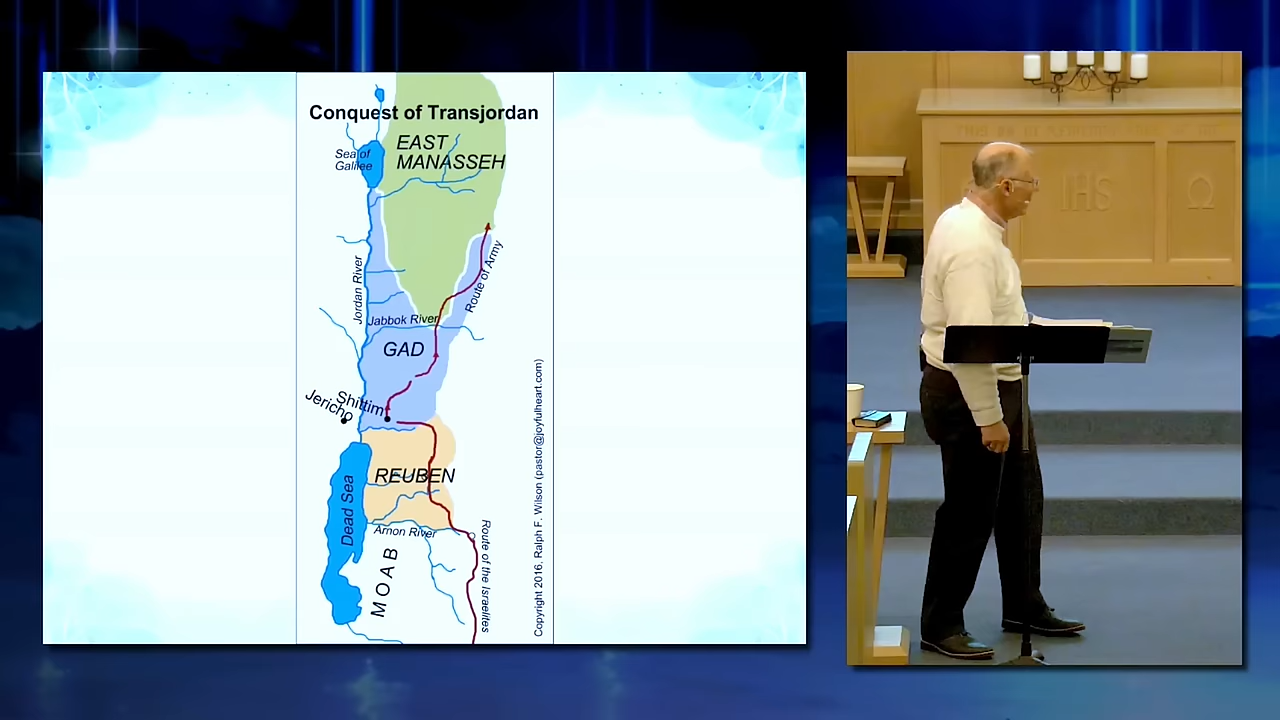 Conquest of Transjordan
EAST
MANASSEH
Sea of
Galilee
Jordan River
Route of Army
Jabbok River
GAD
Shittim
Jericho
REUBEN
Dead Sea
Arnon River
MOAB
Route of the Israelites
Copyright 2016, Ralph F. Wilson (pastor@joyfulheart.com)
IHS
Ω